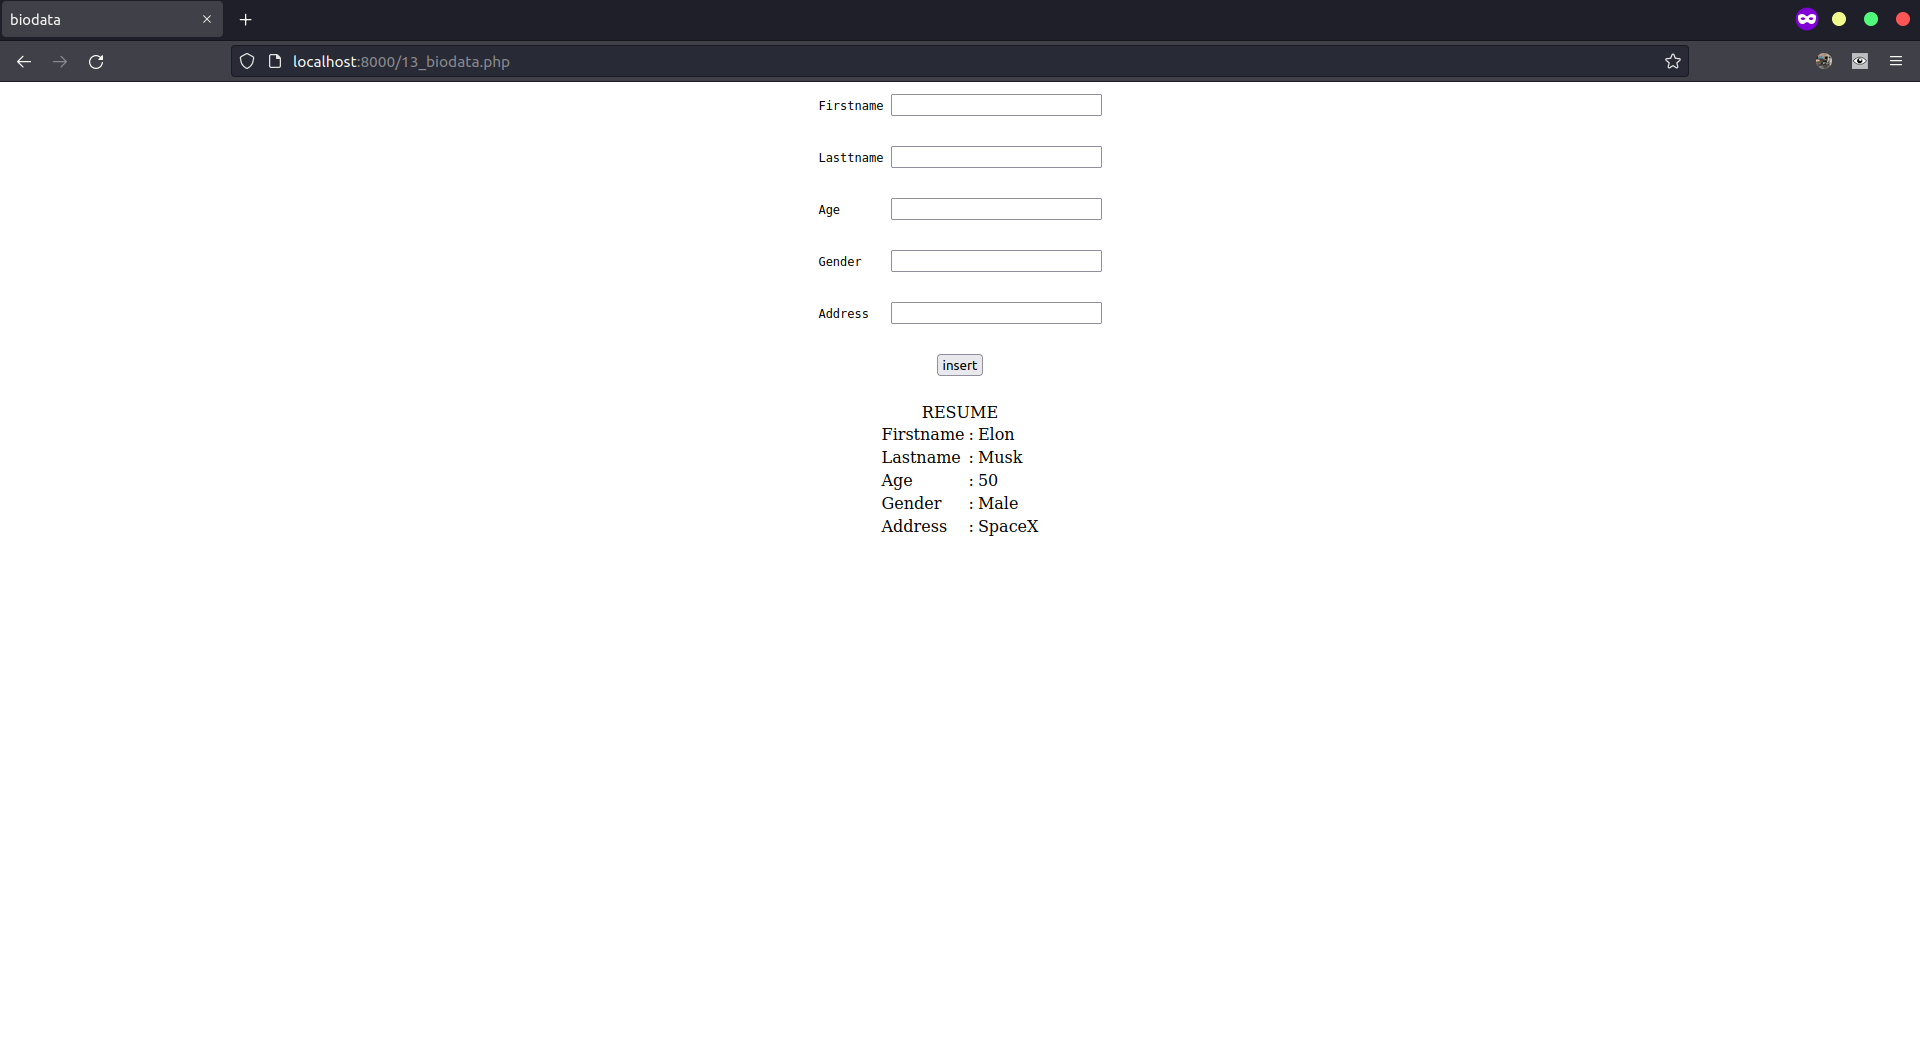 biodata
localhost:8000/13_biodata.php
Firstname
Lasttname
Age
Gender
Address
insert
RESUME
Firstname : Elon
Lastname : Musk
Age : 50
Gender : Male
Address : SpaceX